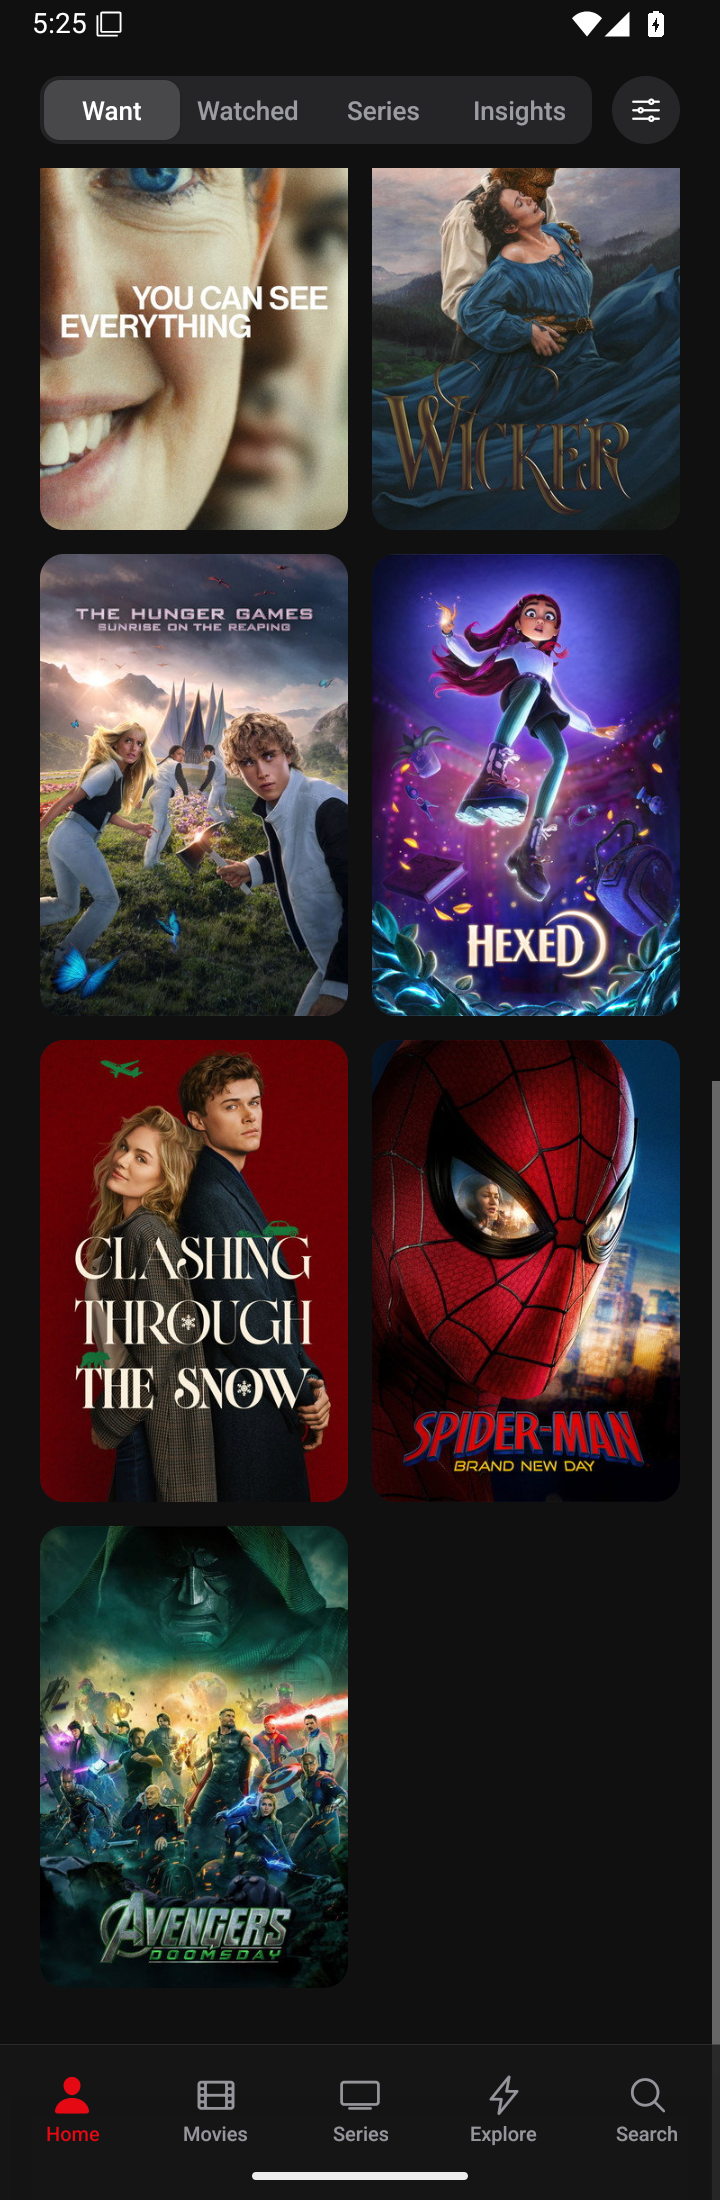 5:25
Want Watched Series Insights
YOU CAN SEE
EVERYTHING
WICKER
THE HUNGER GAMES
SUNRISE ON THE REAPING
HEXED
CLASHING
THROUGH
THE SNOW
SPIDER-MAN
BRAND NEW DAY
AVENGERS
DOOMSDAY
Home Movies Series Explore Search